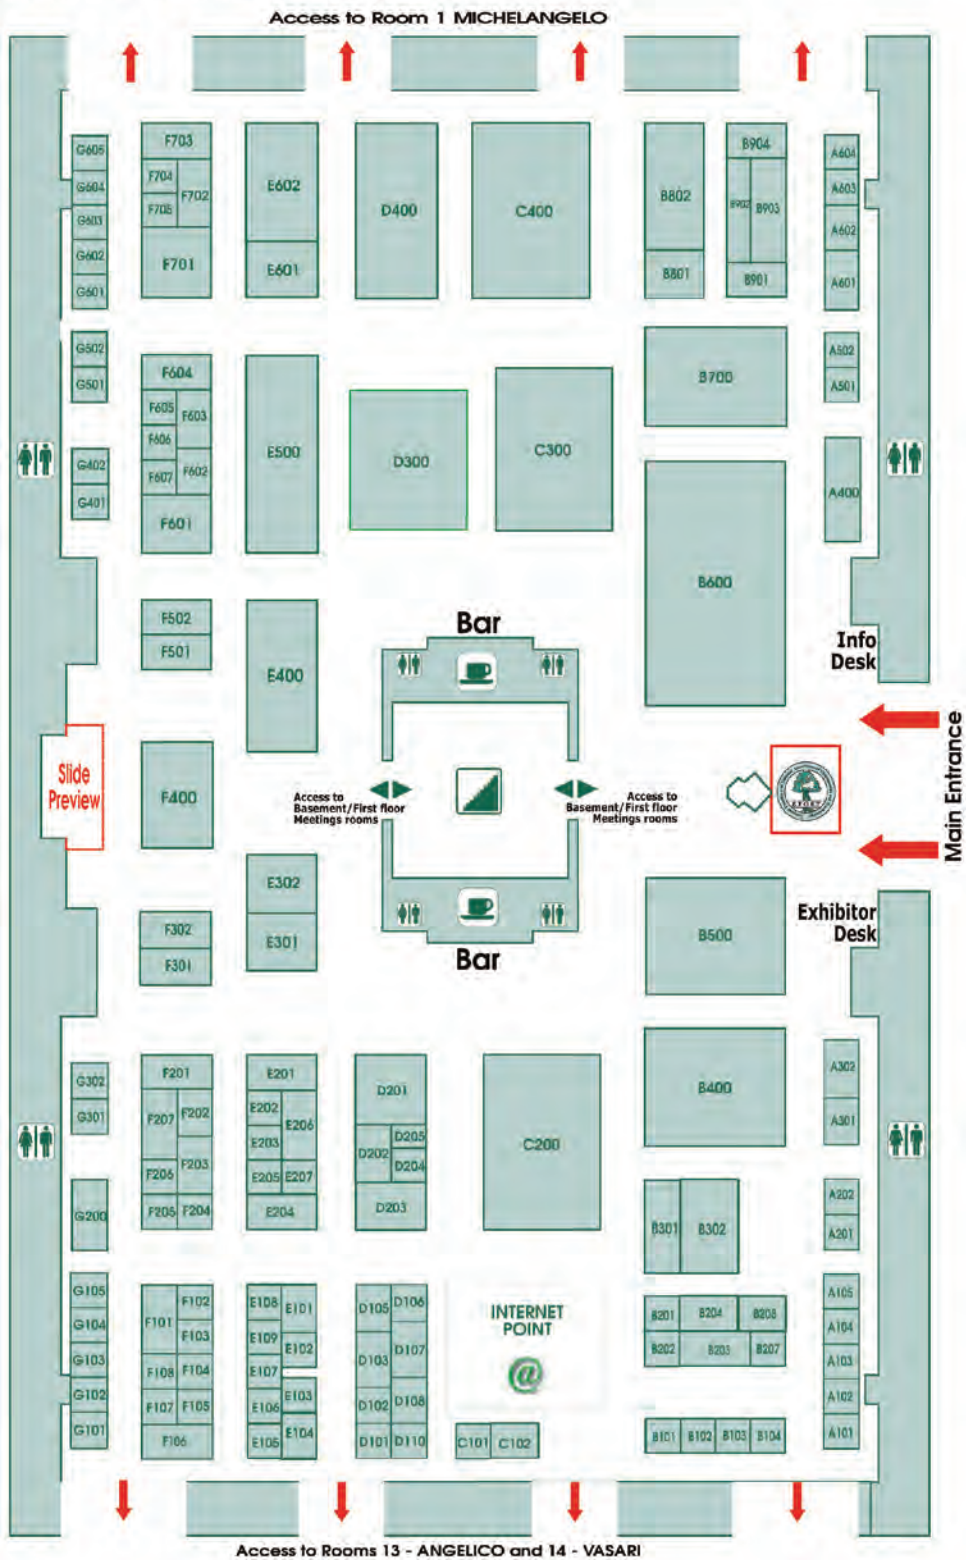 Access to Room 1 MICHELANGELO
G605
G604
G603
G602
G601
F703
F704
F702
F705
F701
E602
E601
D400
C400
B802
B801
B904
B902
B903
B901
A604
A603
A602
A601
G502
G501
G402
G401
F604
F605
F603
F606
F607
F602
F601
E500
D300
C300
B700
B600
A502
A501
A400
F502
F501
E400
Bar
Info
Desk
Slide
Preview
F400
Access to
Basement/First floor
Meetings rooms
Access to
Basement/First floor
Meetings rooms
Main Entrance
E302
E301
F302
F301
Bar
B500
Exhibitor
Desk
G302
G301
G200
F201
F207
F202
F203
F206
F205
F204
E201
E202
E206
E203
E205
E207
E204
D201
D202
D205
D204
D203
C200
B400
B301
B302
A302
A301
A202
A201
G105
G104
G103
G102
G101
F101
F102
F103
F108
F104
F107
F105
F106
E108
E101
E109
E102
E107
E106
E103
E105
E104
D105
D106
D103
D107
D102
D108
D101
D110
INTERNET
POINT
@
C101
C102
B201
B204
B208
B202
B203
B207
B101
B102
B103
B104
A105
A104
A103
A102
A101
Access to Rooms 13 - ANGELICO and 14 - VASARI